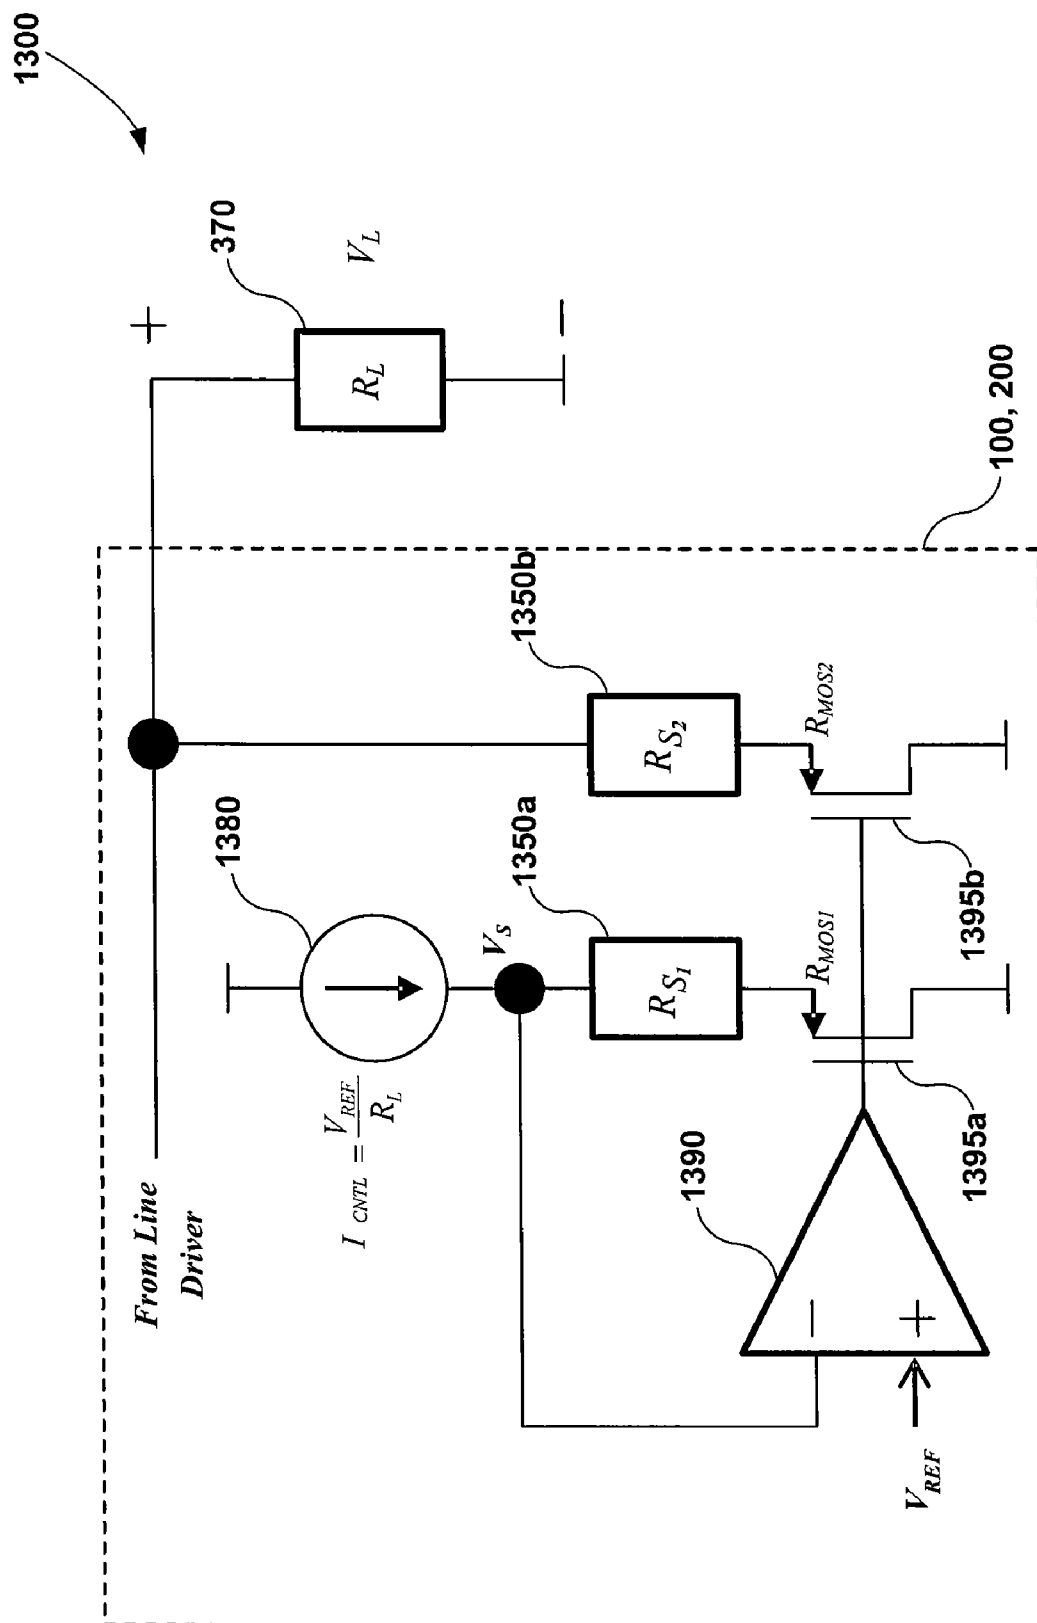 1300
370
+
R_L
V_L
−
100, 200
From Line
Driver
1380
I_CNTL = V_REF / R_L
V_S
1350a
R_S1
1350b
R_S2
R_MOS1
R_MOS2
1390
−
+
V_REF
1395a
1395b